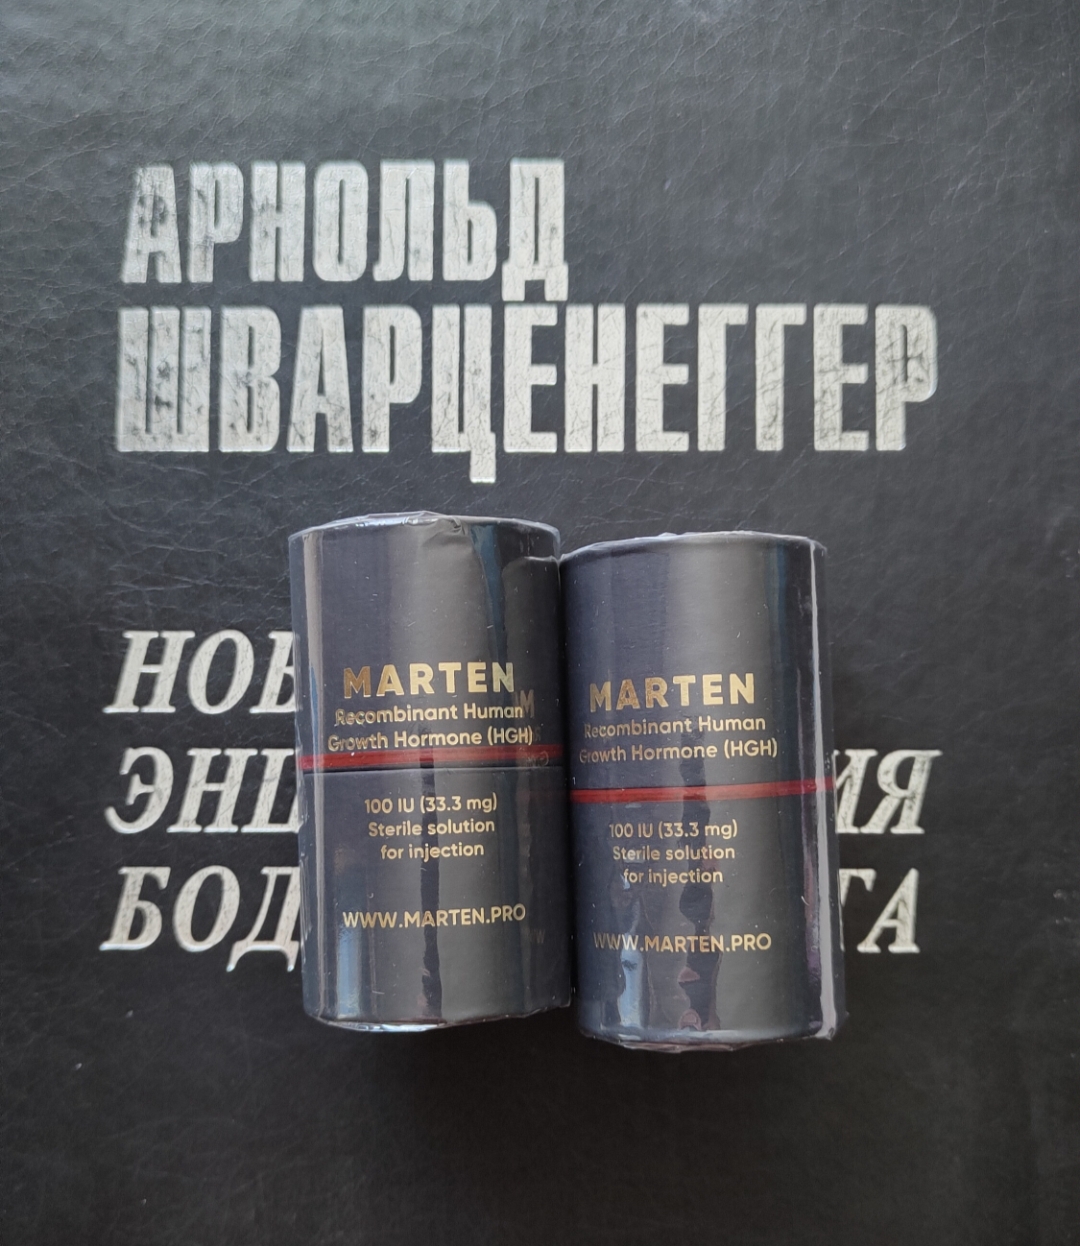 АРНОЛЬД
ШВАРЦЕНЕГГЕР
MARTEN
Recombinant Human
Growth Hormone (HGH)
100 IU (33.3 mg)
Sterile solution
for injection
WWW.MARTEN.PRO
MARTEN
Recombinant Human
Growth Hormone (HGH)
100 IU (33.3 mg)
Sterile solution
for injection
WWW.MARTEN.PRO